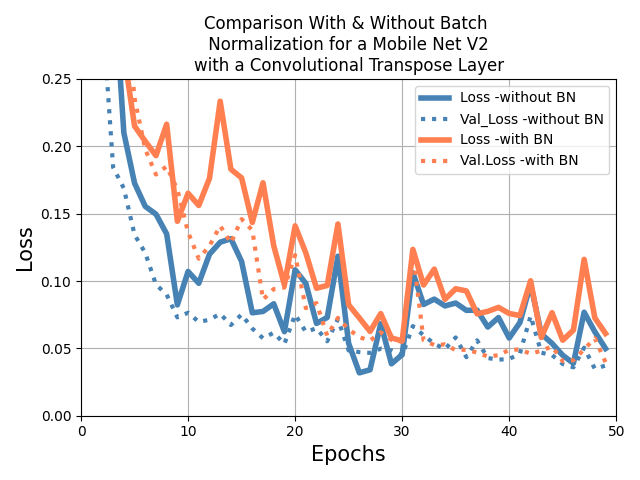 Comparison With & Without Batch
Normalization for a Mobile Net V2
with a Convolutional Transpose Layer
Loss -without BN
Val_Loss -without BN
Loss -with BN
Val.Loss -with BN
Loss
0.25
0.20
0.15
0.10
0.05
0.00
0 10 20 30 40 50
Epochs